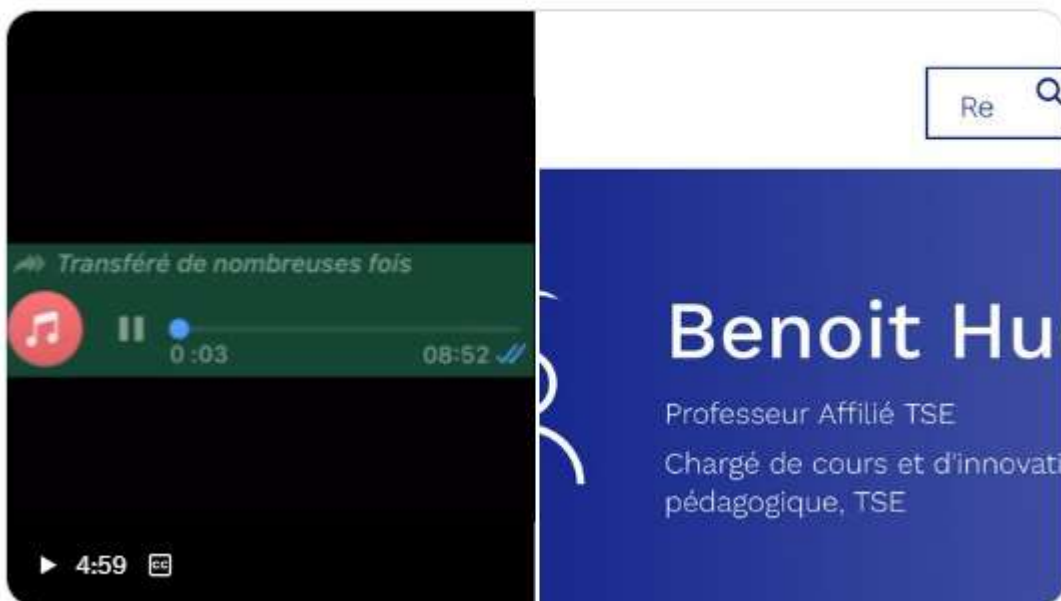 Transféré de nombreuses fois
0:03
08:52
4:59
CC
Re
Benoit Hu
Professeur Affilié TSE
Chargé de cours et d'innovati
pédagogique, TSE